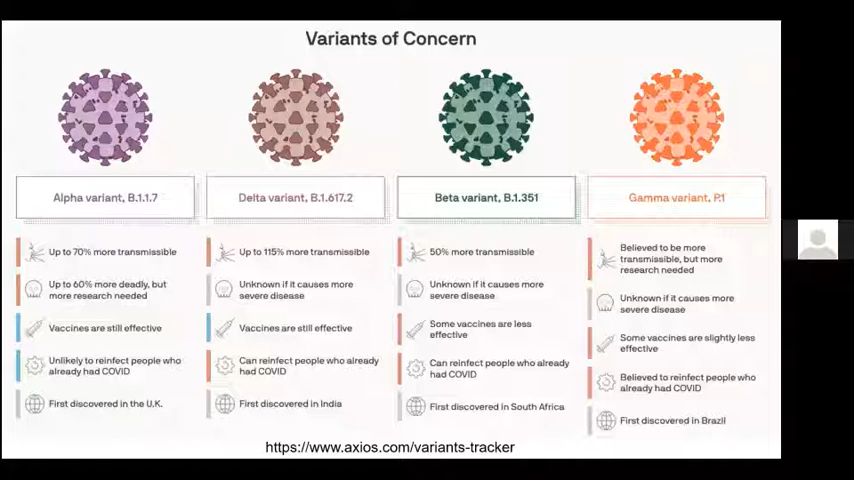 Variants of Concern
Alpha variant, B.1.1.7
Up to 70% more transmissible
Up to 60% more deadly, but
more research needed
Vaccines are still effective
Unlikely to reinfect people who
already had COVID
First discovered in the U.K.
Delta variant, B.1.617.2
Up to 115% more transmissible
Unknown if it causes more
severe disease
Vaccines are still effective
Can reinfect people who already
had COVID
First discovered in India
Beta variant, B.1.351
50% more transmissible
Unknown if it causes more
severe disease
Some vaccines are less
effective
Can reinfect people who already
had COVID
First discovered in South Africa
Gamma variant, P.1
Believed to be more
transmissible, but more
research needed
Unknown if it causes more
severe disease
Some vaccines are slightly less
effective
Believed to reinfect people who
already had COVID
First discovered in Brazil
https://www.axios.com/variants-tracker